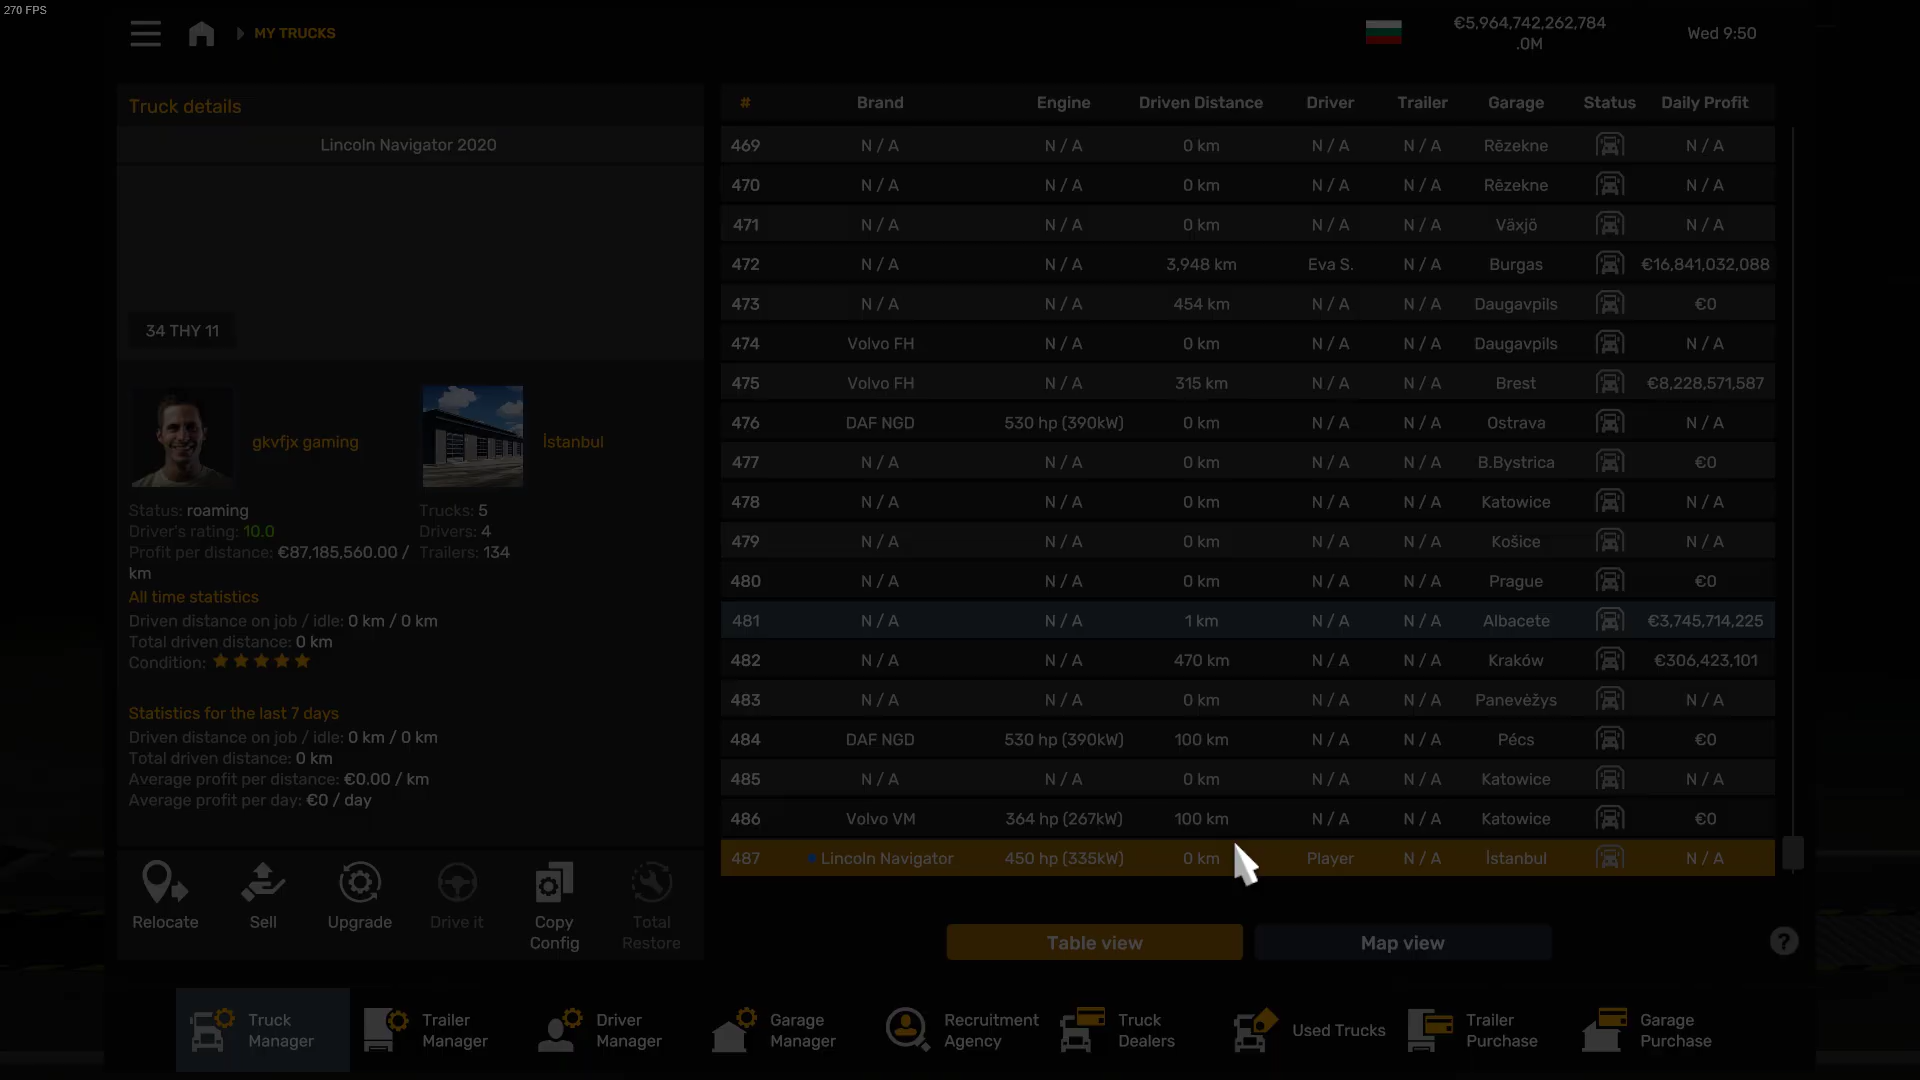 270 FPS
MY TRUCKS
€5,964,742,262,784
.0M
Wed 9:50
Truck details
Lincoln Navigator 2020
34 THY 11
gkvfjx gaming
İstanbul
Status: roaming
Driver's rating: 10.0
Profit per distance: €87,185,560.00 /
km
Trucks: 5
Drivers: 4
Trailers: 134
All time statistics
Driven distance on job / idle: 0 km / 0 km
Total driven distance: 0 km
Condition:
Statistics for the last 7 days
Driven distance on job / idle: 0 km / 0 km
Total driven distance: 0 km
Average profit per distance: €0.00 / km
Average profit per day: €0 / day
Relocate
Sell
Upgrade
Drive it
Copy
Config
Total
Restore
# Brand Engine Driven Distance Driver Trailer Garage Status Daily Profit
469 N / A N / A 0 km N / A N / A Rēzekne N / A
470 N / A N / A 0 km N / A N / A Rēzekne N / A
471 N / A N / A 0 km N / A N / A Växjö N / A
472 N / A N / A 3,948 km Eva S. N / A Burgas €16,841,032,088
473 N / A N / A 454 km N / A N / A Daugavpils €0
474 Volvo FH N / A 0 km N / A N / A Daugavpils N / A
475 Volvo FH N / A 315 km N / A N / A Brest €8,228,571,587
476 DAF NGD 530 hp (390kW) 0 km N / A N / A Ostrava N / A
477 N / A N / A 0 km N / A N / A B.Bystrica €0
478 N / A N / A 0 km N / A N / A Katowice N / A
479 N / A N / A 0 km N / A N / A Košice N / A
480 N / A N / A 0 km N / A N / A Prague €0
481 N / A N / A 1 km N / A N / A Albacete €3,745,714,225
482 N / A N / A 470 km N / A N / A Kraków €306,423,101
483 N / A N / A 0 km N / A N / A Panevėžys N / A
484 DAF NGD 530 hp (390kW) 100 km N / A N / A Pécs €0
485 N / A N / A 0 km N / A N / A Katowice N / A
486 Volvo VM 364 hp (267kW) 100 km N / A N / A Katowice €0
487 Lincoln Navigator 450 hp (335kW) 0 km Player N / A İstanbul N / A
Table view
Map view
?
Truck
Manager
Trailer
Manager
Driver
Manager
Garage
Manager
Recruitment
Agency
Truck
Dealers
Used Trucks
Trailer
Purchase
Garage
Purchase